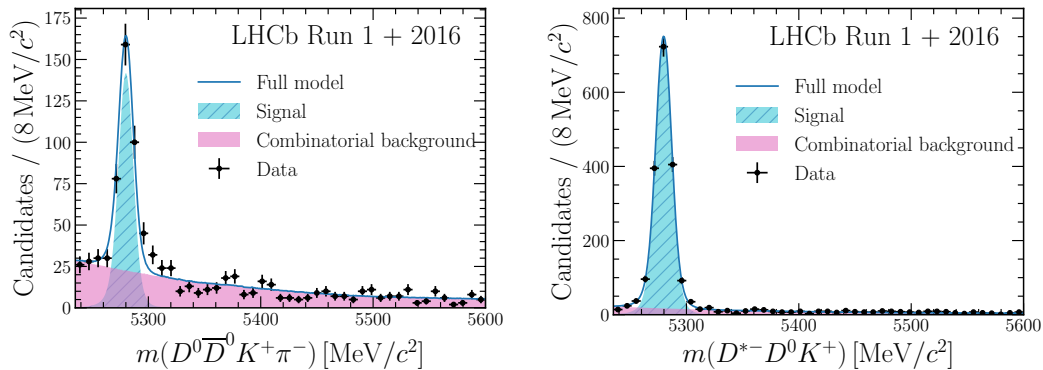 Candidates / (8 MeV/c²)
175
150
125
100
75
50
25
0
LHCb Run 1 + 2016
Full model
Signal
Combinatorial background
Data
5300
5400
5500
5600
m(D⁰D̅⁰K⁺π⁻) [MeV/c²]
Candidates / (8 MeV/c²)
800
600
400
200
0
LHCb Run 1 + 2016
Full model
Signal
Combinatorial background
Data
5300
5400
5500
5600
m(D*⁻D⁰K⁺) [MeV/c²]